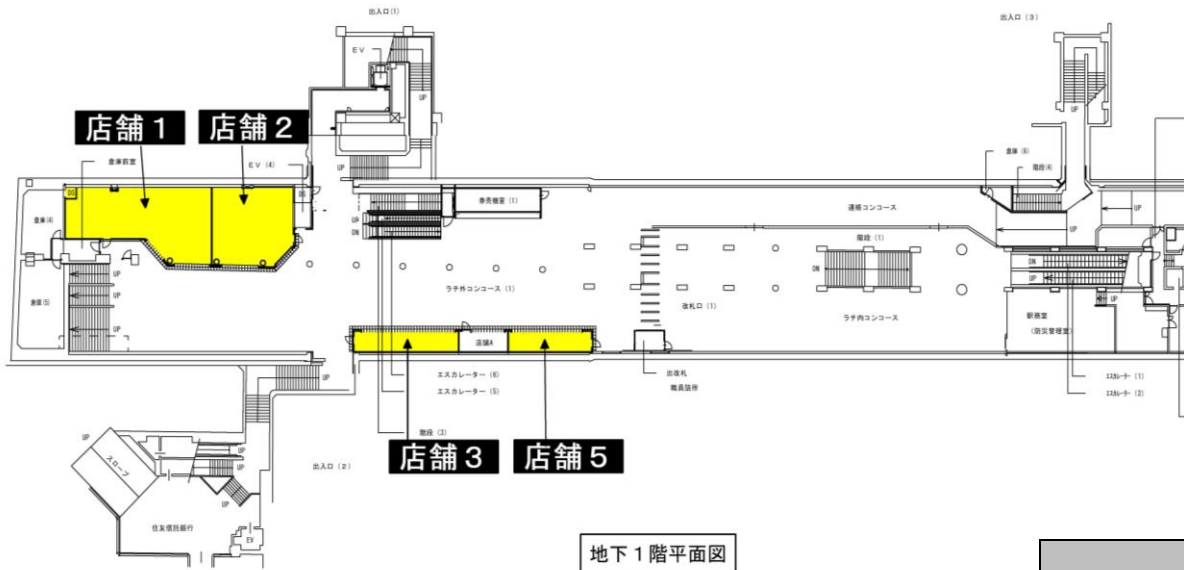 出入口(1)
出入口(3)
EV
UP
UP
店舗1
店舗2
倉庫前室
EV(4)
UP
倉庫(6)
階段(4)
DS
DS
倉庫(4)
券売機室(1)
UP
DN
連絡コンコース
UP
UP
階段(1)
DN
DN
UP
UP
UP
UP
UP
倉庫(5)
ラチ外コンコース(1)
改札口(1)
ラチ内コンコース
駅務室
(防災管理室)
店舗A
出改札
職員詰所
UP
エスカレーター(6)
エスカレーター(5)
エスカレーター(1)
エスカレーター(2)
階段(3)
店舗3
店舗5
UP
スロープ
UP
UP
UP
出入口(2)
住友信託銀行
EV
地下1階平面図